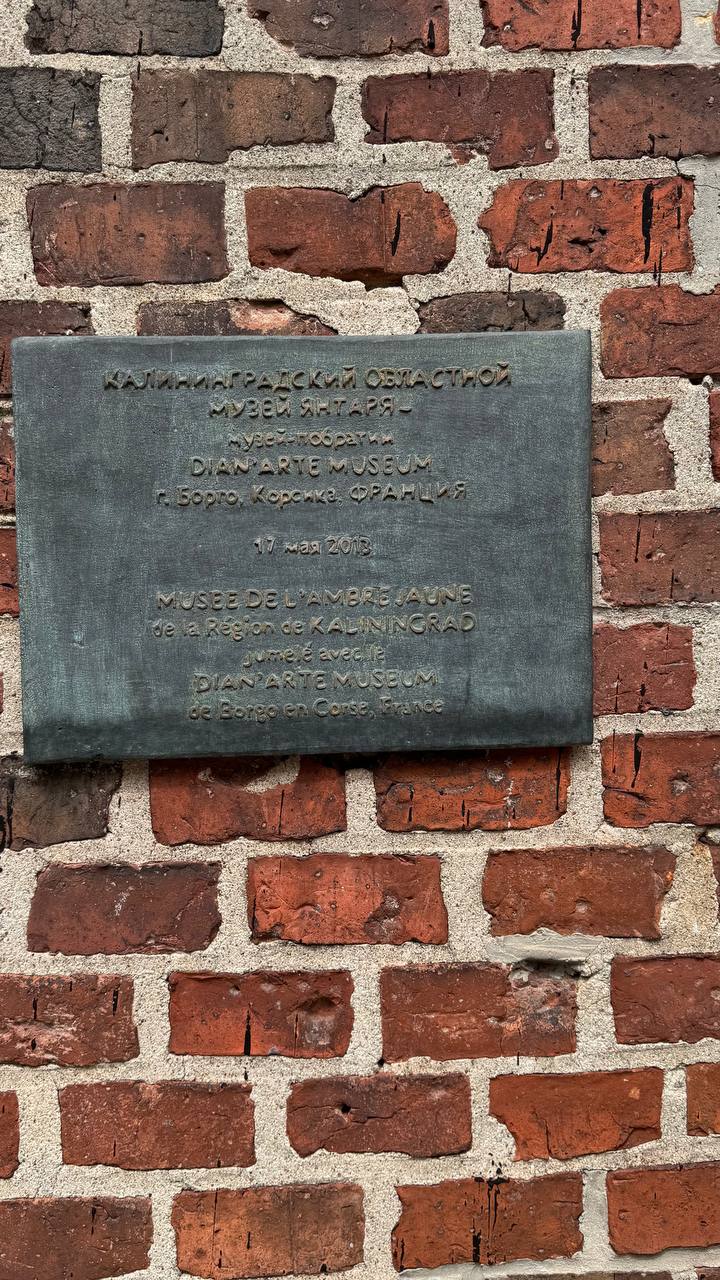 КАЛИНИНГРАДСКИЙ ОБЛАСТНОЙ
МУЗЕЙ ЯНТАРЯ–
музей-побратим
DIAN'ARTE MUSEUM
г. Борго, Корсика, ФРАНЦИЯ
17 мая 2013
MUSEE DE L'AMBRE JAUNE
de la Région de KALININGRAD
jumelé avec le
DIAN'ARTE MUSEUM
de Borgo en Corse, France